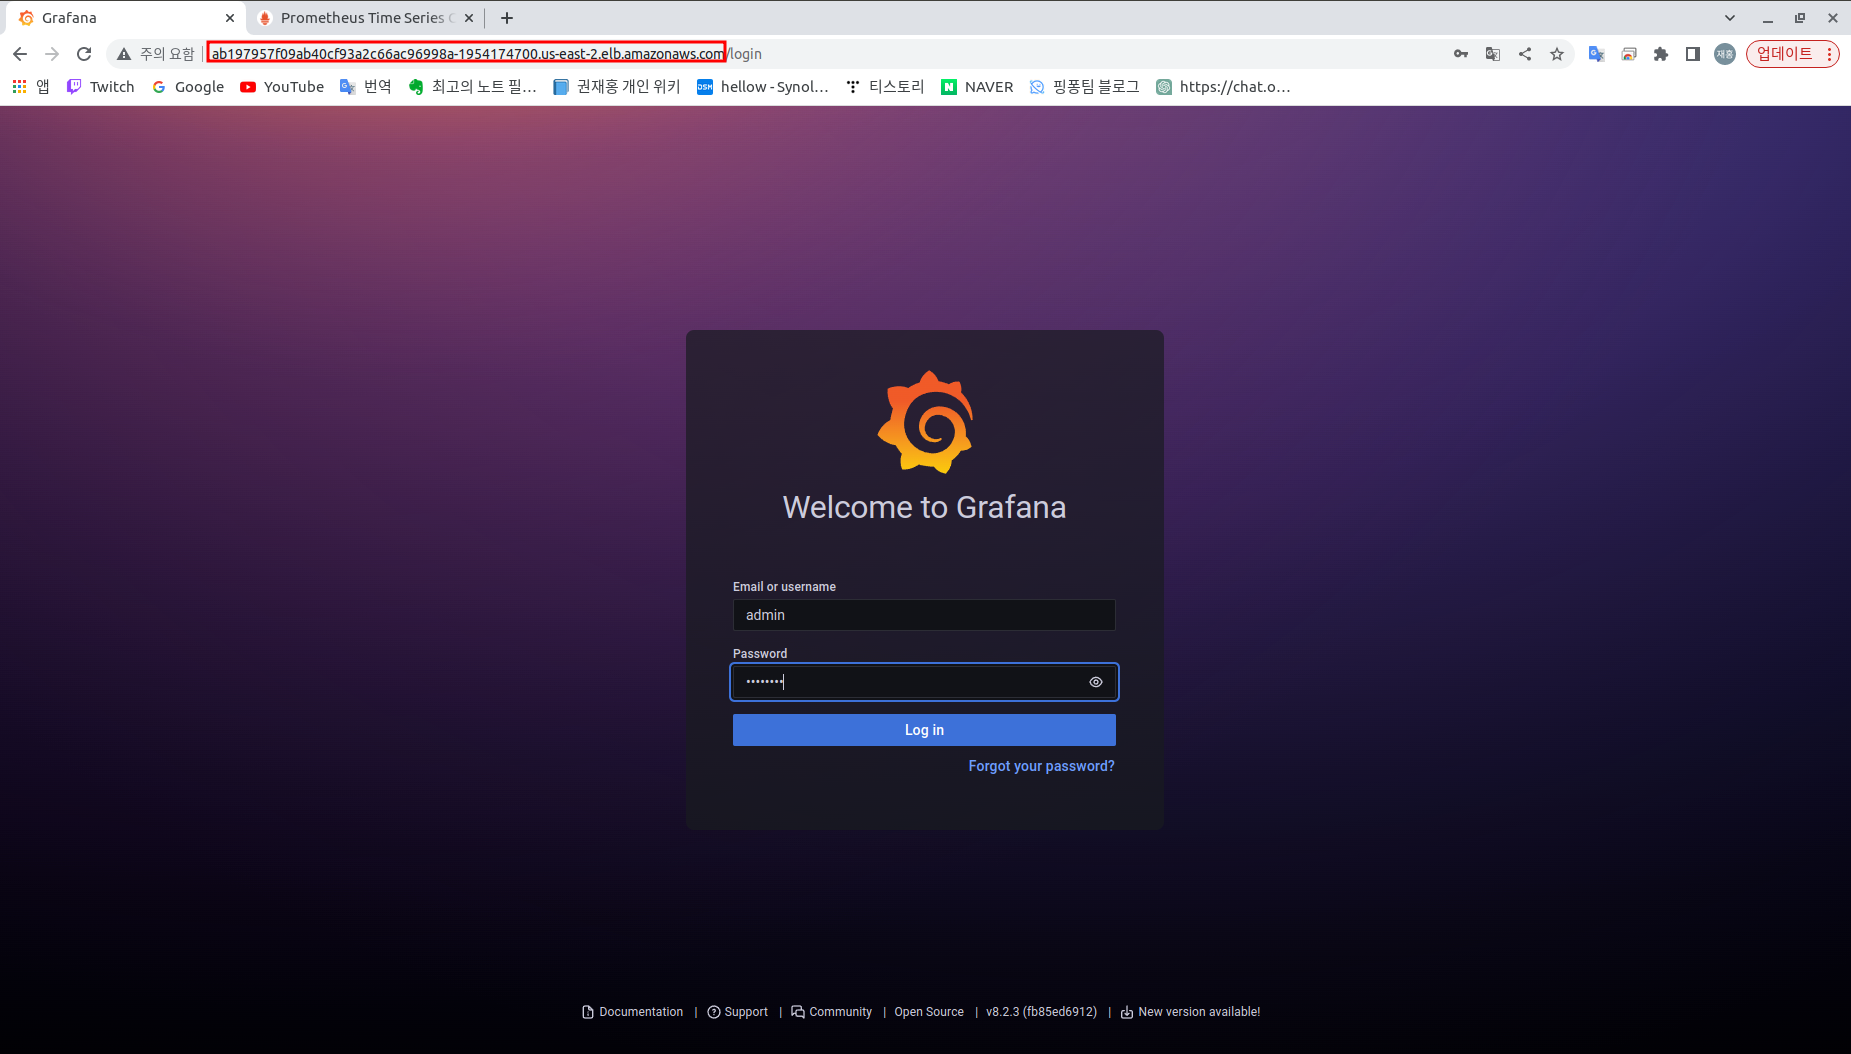 Grafana
Prometheus Time Series
주의 요함
ab197957f09ab40cf93a2c66ac96998a-1954174700.us-east-2.elb.amazonaws.com/login
재홍
업데이트
앱 Twitch Google YouTube 번역 최고의 노트 필... 권재홍 개인 위키 DSM hellow - Synol... 티스토리 N NAVER 핑퐁팀 블로그 https://chat.o...
Welcome to Grafana
Email or username
admin
Password
••••••••
Log in
Forgot your password?
Documentation | Support | Community | Open Source | v8.2.3 (fb85ed6912) | New version available!